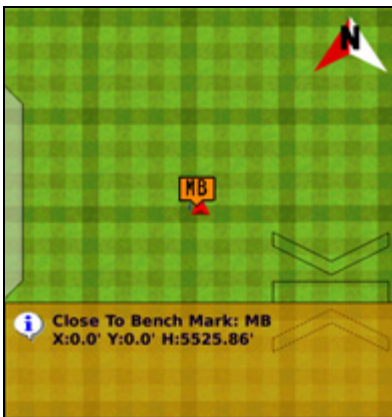 N
MB
Close To Bench Mark: MB
X:0.0' Y:0.0' H:5525.86'